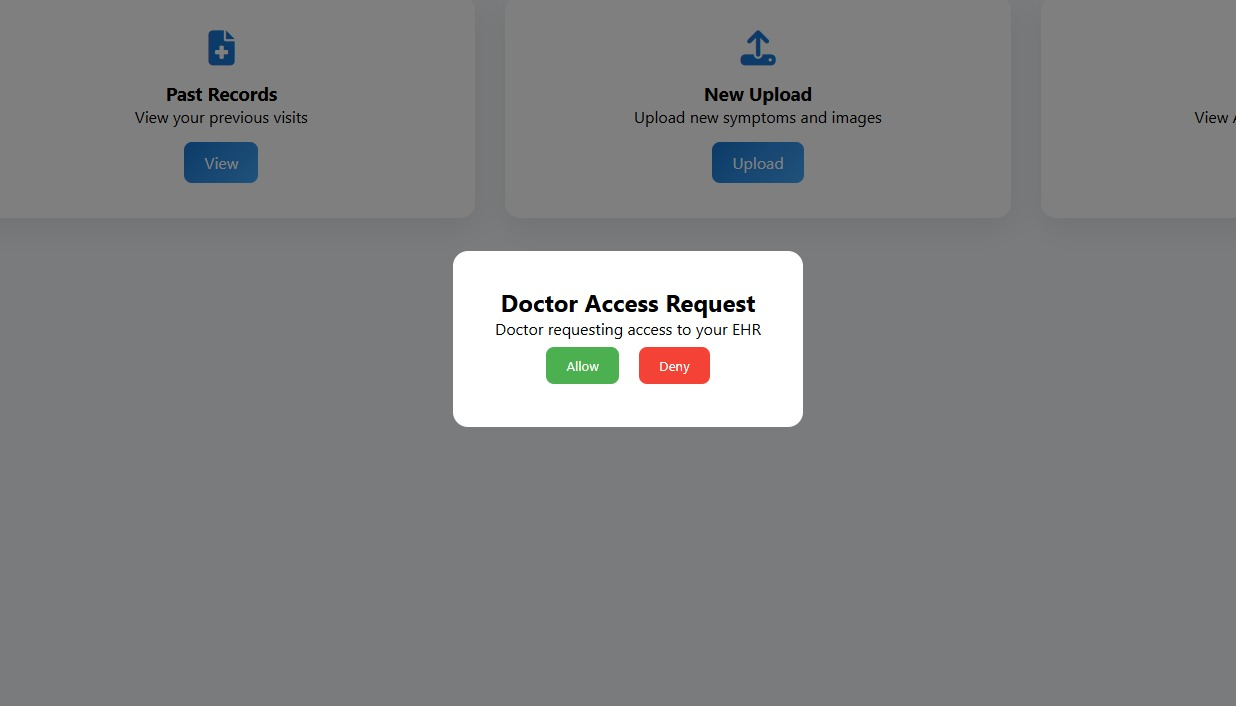 Past Records
View your previous visits
View
New Upload
Upload new symptoms and images
Upload
View
Doctor Access Request
Doctor requesting access to your EHR
Allow
Deny